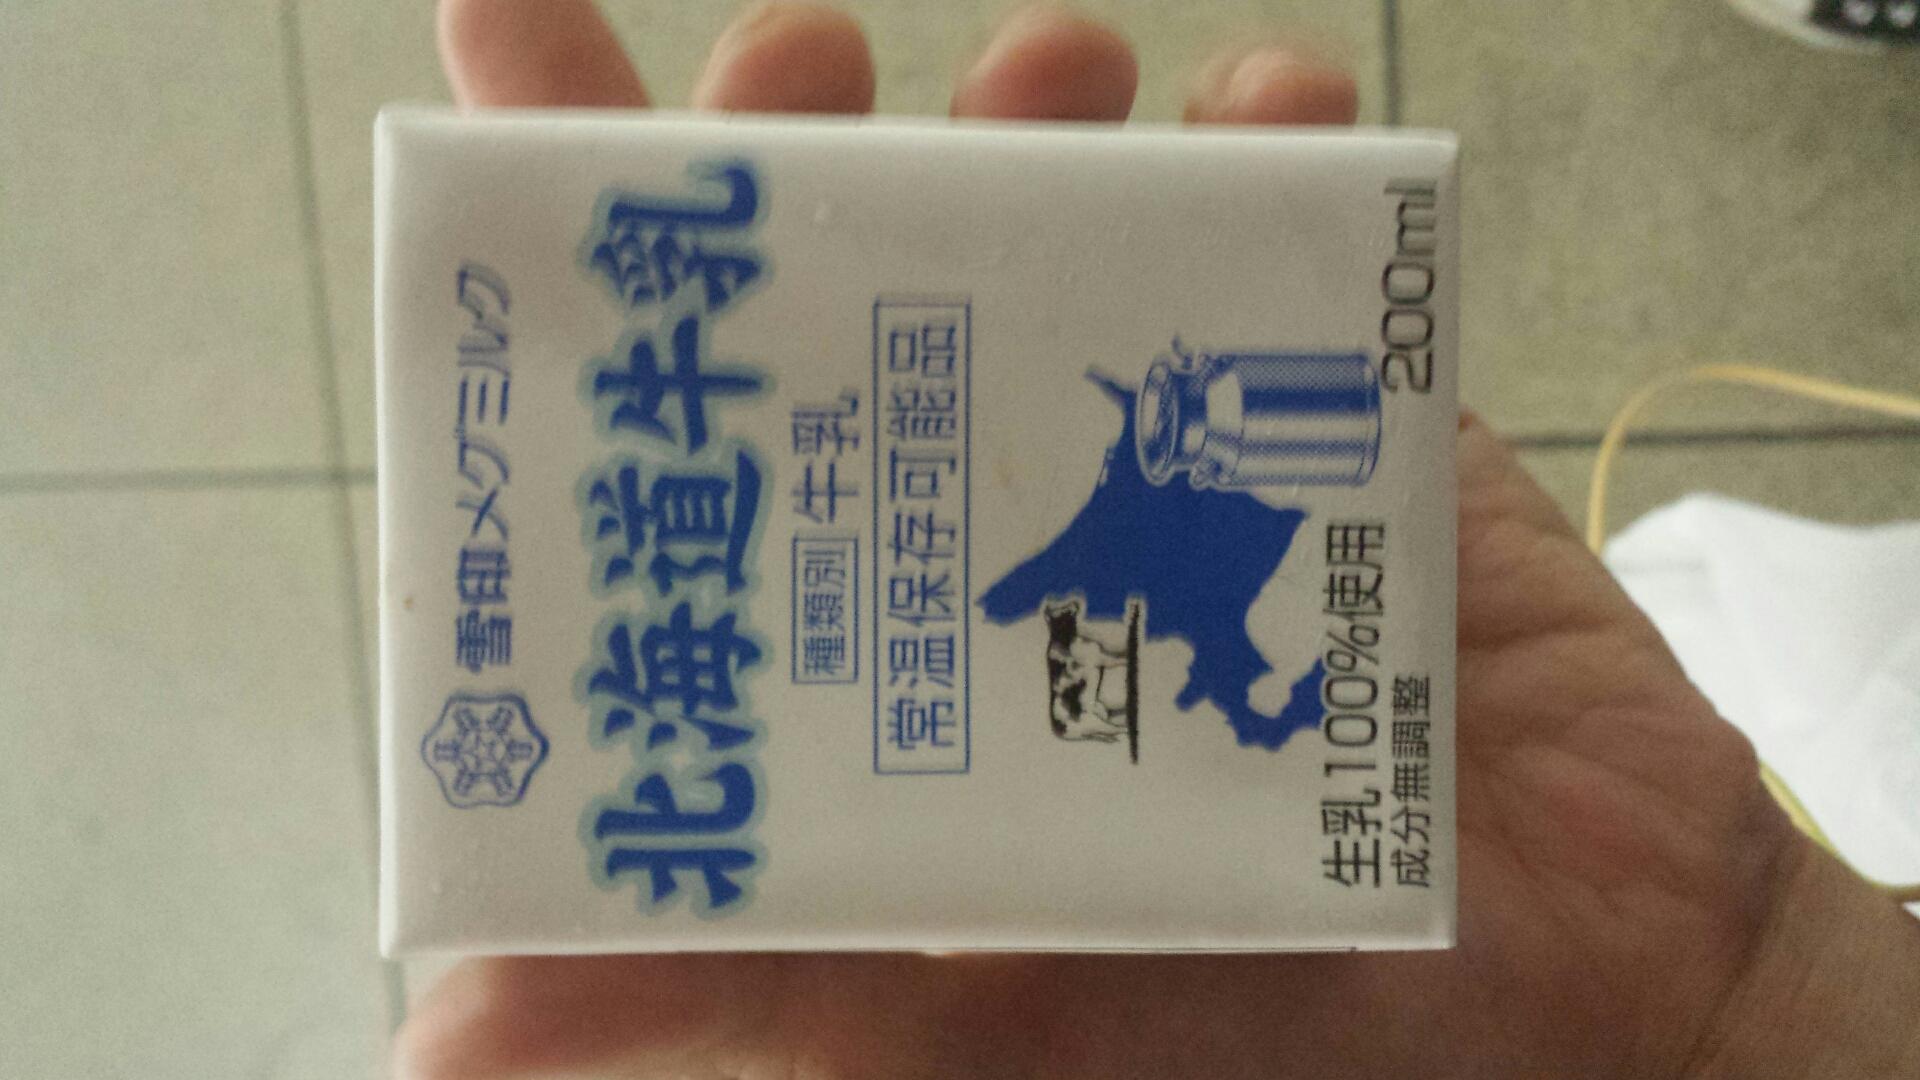 雪印メグミルク
北海道牛乳
種類別 牛乳
常温保存可能品
生乳100%使用
成分無調整
200ml